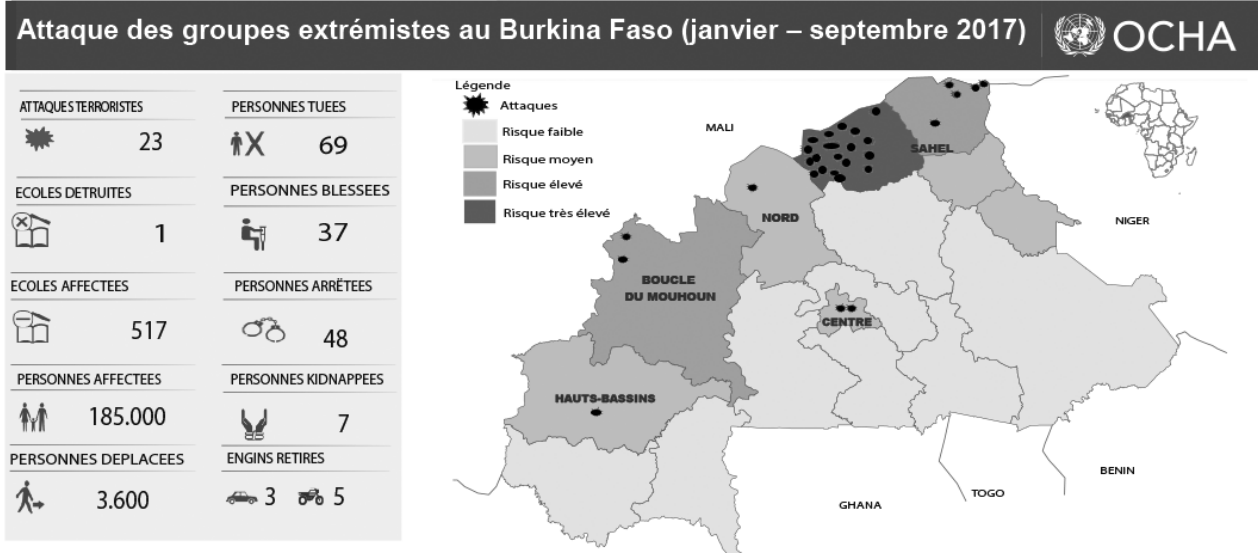 Attaque des groupes extrémistes au Burkina Faso (janvier – septembre 2017)
OCHA
ATTAQUES TERRORISTES
23
PERSONNES TUEES
69
ECOLES DETRUITES
1
PERSONNES BLESSEES
37
ECOLES AFFECTEES
517
PERSONNES ARRËTEES
48
PERSONNES AFFECTEES
185.000
PERSONNES KIDNAPPEES
7
PERSONNES DEPLACEES
3.600
ENGINS RETIRES
3 5
Légende
Attaques
Risque faible
Risque moyen
Risque élevé
Risque très élevé
MALI
SAHEL
NORD
NIGER
BOUCLE
DU MOUHOUN
CENTRE
HAUTS-BASSINS
BENIN
TOGO
GHANA